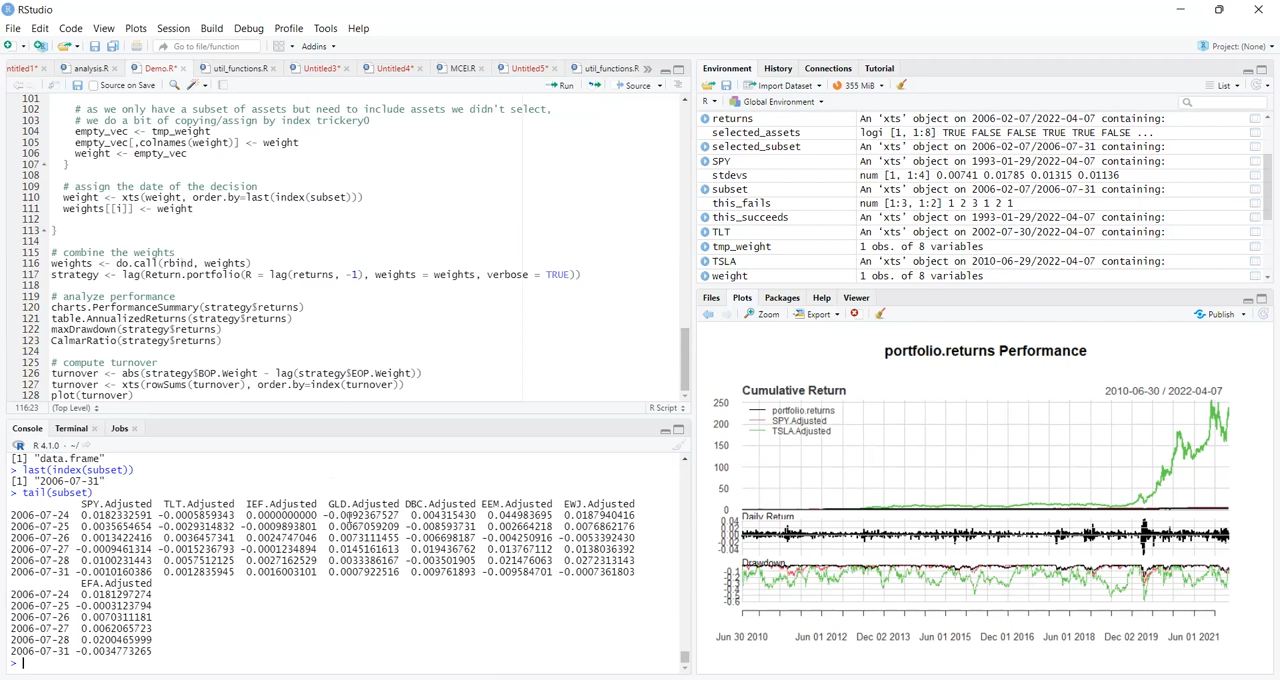 RStudio
File Edit Code View Plots Session Build Debug Profile Tools Help
Go to file/function Addins Project: (None)
ntitled1* analysis.R Demo.R* util_functions.R Untitled3* Untitled4* MCEI.R Untitled5* util_functions.R
Source on Save Run Source
101
102 # as we only have a subset of assets but need to include assets we didn't select,
103 # we do a bit of copying/assign by index trickery0
104 empty_vec <- tmp_weight
105 empty_vec[,colnames(weight)] <- weight
106 weight <- empty_vec
107 }
108
109 # assign the date of the decision
110 weight <- xts(weight, order.by=last(index(subset)))
111 weights[[i]] <- weight
112
113 }
114
115 # combine the weights
116 weights <- do.call(rbind, weights)
117 strategy <- lag(Return.portfolio(R = lag(returns, -1), weights = weights, verbose = TRUE))
118
119 # analyze performance
120 charts.PerformanceSummary(strategy$returns)
121 table.AnnualizedReturns(strategy$returns)
122 maxDrawdown(strategy$returns)
123 CalmarRatio(strategy$returns)
124
125 # compute turnover
126 turnover <- abs(strategy$BOP.Weight - lag(strategy$EOP.Weight))
127 turnover <- xts(rowSums(turnover), order.by=index(turnover))
128 plot(turnover)
116:23 (Top Level) R Script
Console Terminal Jobs
R 4.1.0 · ~/
[1] "data.frame"
> last(index(subset))
[1] "2006-07-31"
> tail(subset)
SPY.Adjusted TLT.Adjusted IEF.Adjusted GLD.Adjusted DBC.Adjusted EEM.Adjusted EWJ.Adjusted
2006-07-24 0.0182332591 -0.0005859343 0.0000000000 -0.0092367527 0.004315430 0.044983695 0.0187940416
2006-07-25 0.0035654654 -0.0029314832 -0.0009893801 0.0067059209 -0.008593731 0.002664218 0.0076862176
2006-07-26 -0.0013422416 0.0064
2006-07-27 -0.0009461314 -0.0015236793 -0.0001234894 0.0145161613 0.019436762 0.013767112 0.0138036392
2006-07-28 0.0100231443 0.0057512125 0.0027162529 0.0033386167 -0.003501905 0.021476063 0.0272313143
2006-07-31 -0.0010160386 0.0012835945 0.0016003101 0.0007922516 0.009761893 -0.009584701 -0.0007361803
EFA.Adjusted
2006-07-24 0.0181297274
2006-07-25 -0.0003123794
2006-07-26 0.0070311181
2006-07-27 0.0062065723
2006-07-28 0.0200465999
2006-07-31 -0.0034773265
>
Environment History Connections Tutorial
Import Dataset 355 MiB List
R Global Environment
returns An 'xts' object on 2006-02-07/2022-04-07 containing:
selected_assets logi [1, 1:8] TRUE FALSE FALSE TRUE TRUE FALSE ...
selected_subset An 'xts' object on 2006-02-07/2006-07-31 containing:
SPY An 'xts' object on 1993-01-29/2022-04-07 containing:
stdevs num [1, 1:4] 0.00741 0.01785 0.01315 0.01136
subset An 'xts' object on 2006-02-07/2006-07-31 containing:
this_fails num [1:3, 1:2] 1 2 3 1 2 1
this_succeeds An 'xts' object on 1993-01-29/2022-04-07 containing:
TLT An 'xts' object on 2002-07-30/2022-04-07 containing:
tmp_weight 1 obs. of 8 variables
TSLA An 'xts' object on 2010-06-29/2022-04-07 containing:
weight 1 obs. of 8 variables
Files Plots Packages Help Viewer
Zoom Export Publish
portfolio.returns Performance
Cumulative Return 2010-06-30 / 2022-04-07
portfolio.returns
SPY.Adjusted
TSLA.Adjusted
250
200
150
100
50
0
Daily Return
0.04
0.02
0.00
-0.02
-0.04
Drawdown
-0.1
-0.2
-0.3
-0.4
-0.5
-0.6
Jun 30 2010 Jun 01 2012 Dec 02 2013 Jun 01 2015 Dec 01 2016 Jun 01 2018 Dec 02 2019 Jun 01 2021